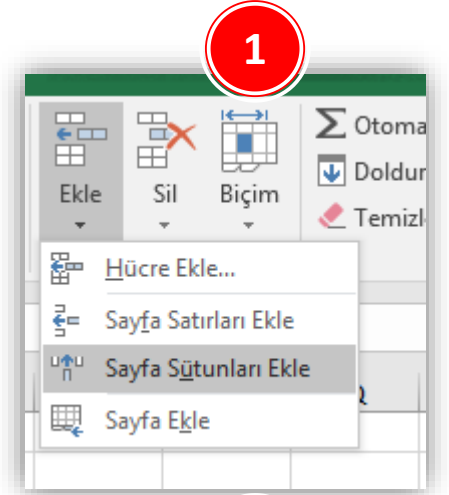 1
Ekle Sil Biçim
Otoma
Doldur
Temizl
Hücre Ekle...
Sayfa Satırları Ekle
Sayfa Sütunları Ekle
Sayfa Ekle